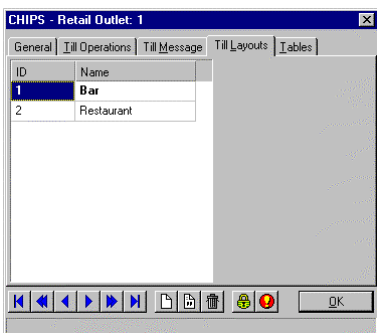 CHIPS - Retail Outlet: 1
General Till Operations Till Message Till Layouts Tables
ID Name
1 Bar
2 Restaurant
OK